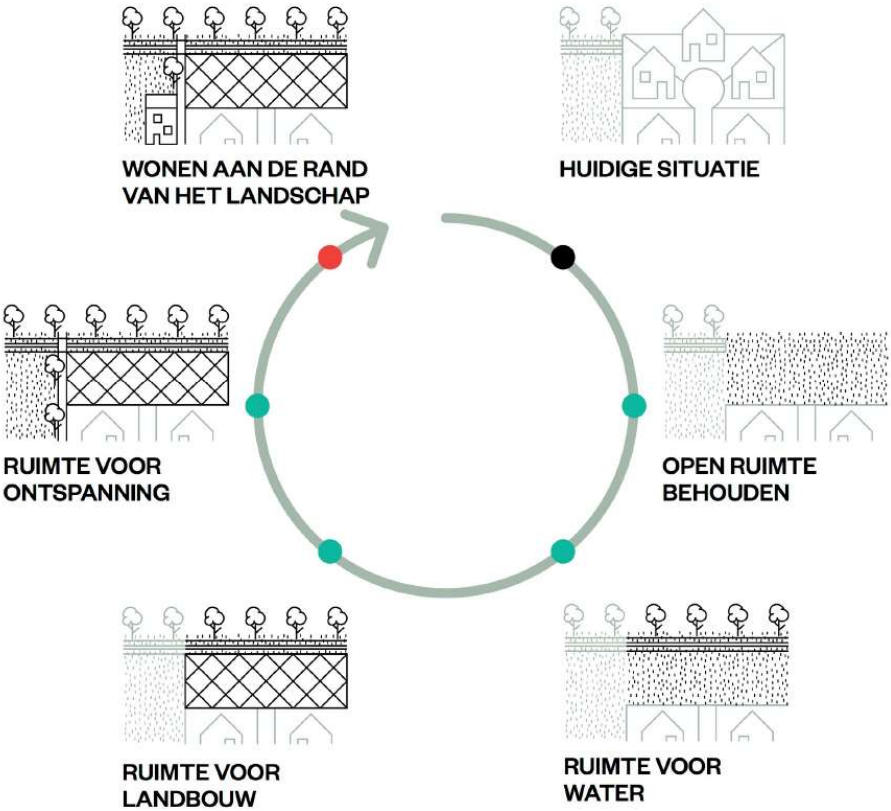 WONEN AAN DE RAND
VAN HET LANDSCHAP
HUIDIGE SITUATIE
RUIMTE VOOR
ONTSPANNING
OPEN RUIMTE
BEHOUDEN
RUIMTE VOOR
LANDBOUW
RUIMTE VOOR
WATER